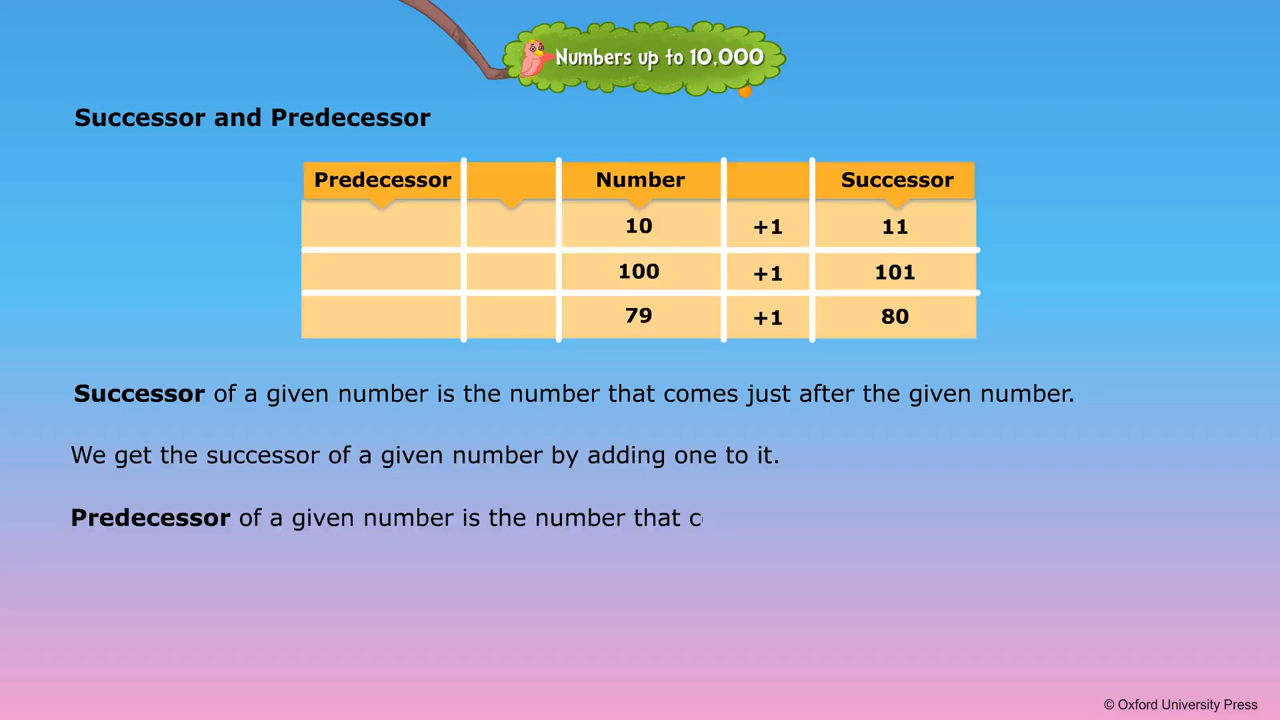 Numbers up to 10,000
Successor and Predecessor
Predecessor Number Successor
10 +1 11
100 +1 101
79 +1 80
Successor of a given number is the number that comes just after the given number.
We get the successor of a given number by adding one to it.
Predecessor of a given number is the number that c
© Oxford University Press